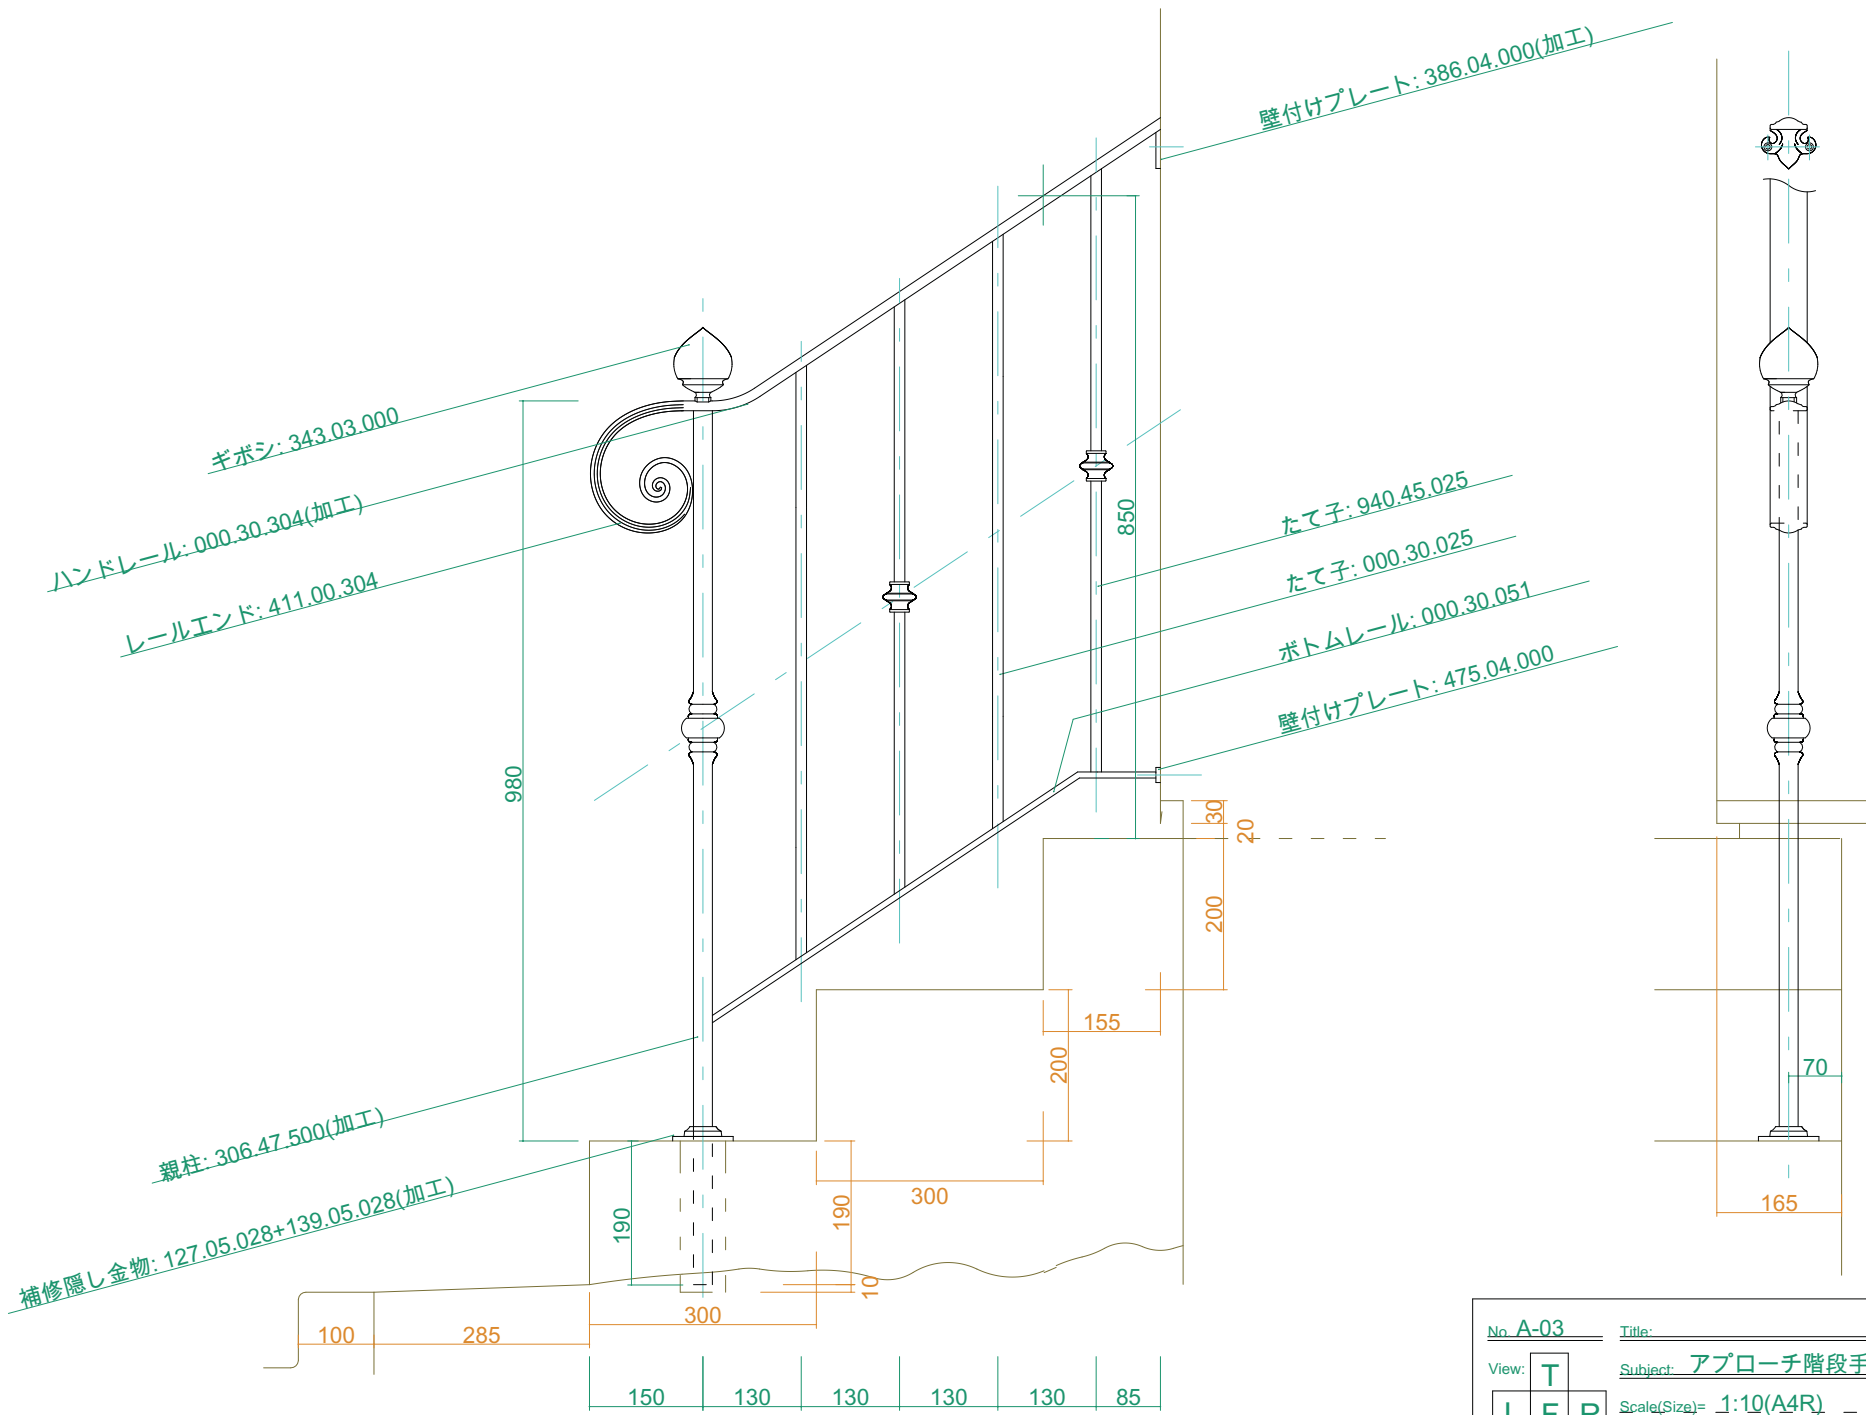 壁付けプレート: 386.04.000(加工)
ギボシ: 343.03.000
ハンドレール: 000.30.304(加工)
レールエンド: 411.00.304
たて子: 940.45.025
たて子: 000.30.025
ボトムレール: 000.30.051
壁付けプレート: 475.04.000
850
980
30
20
200
155
200
70
親柱: 306.47.500(加工)
補修隠し金物: 127.05.028+139.05.028(加工)
190
190
300
165
10
300
100
285
150
130
130
130
130
85
No. A-03
Title:
View: T
Subject: アプローチ階段手
L F R
Scale(Size)= 1:10(A4R)